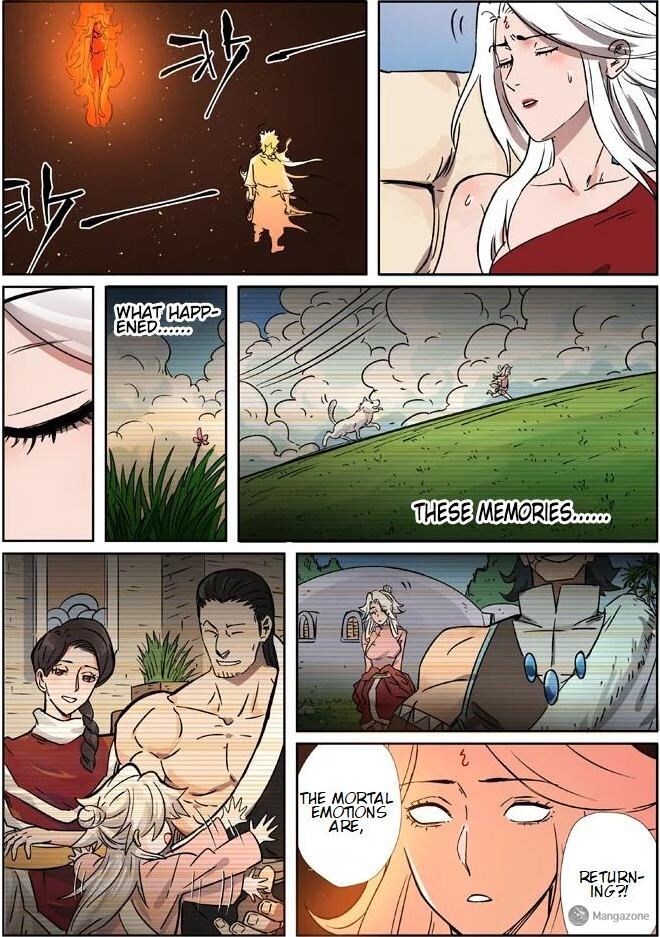 WHAT HAPP-
ENED......
THESE MEMORIES......
THE MORTAL
EMOTIONS
ARE,
RETURN-
ING?!
Mangazone